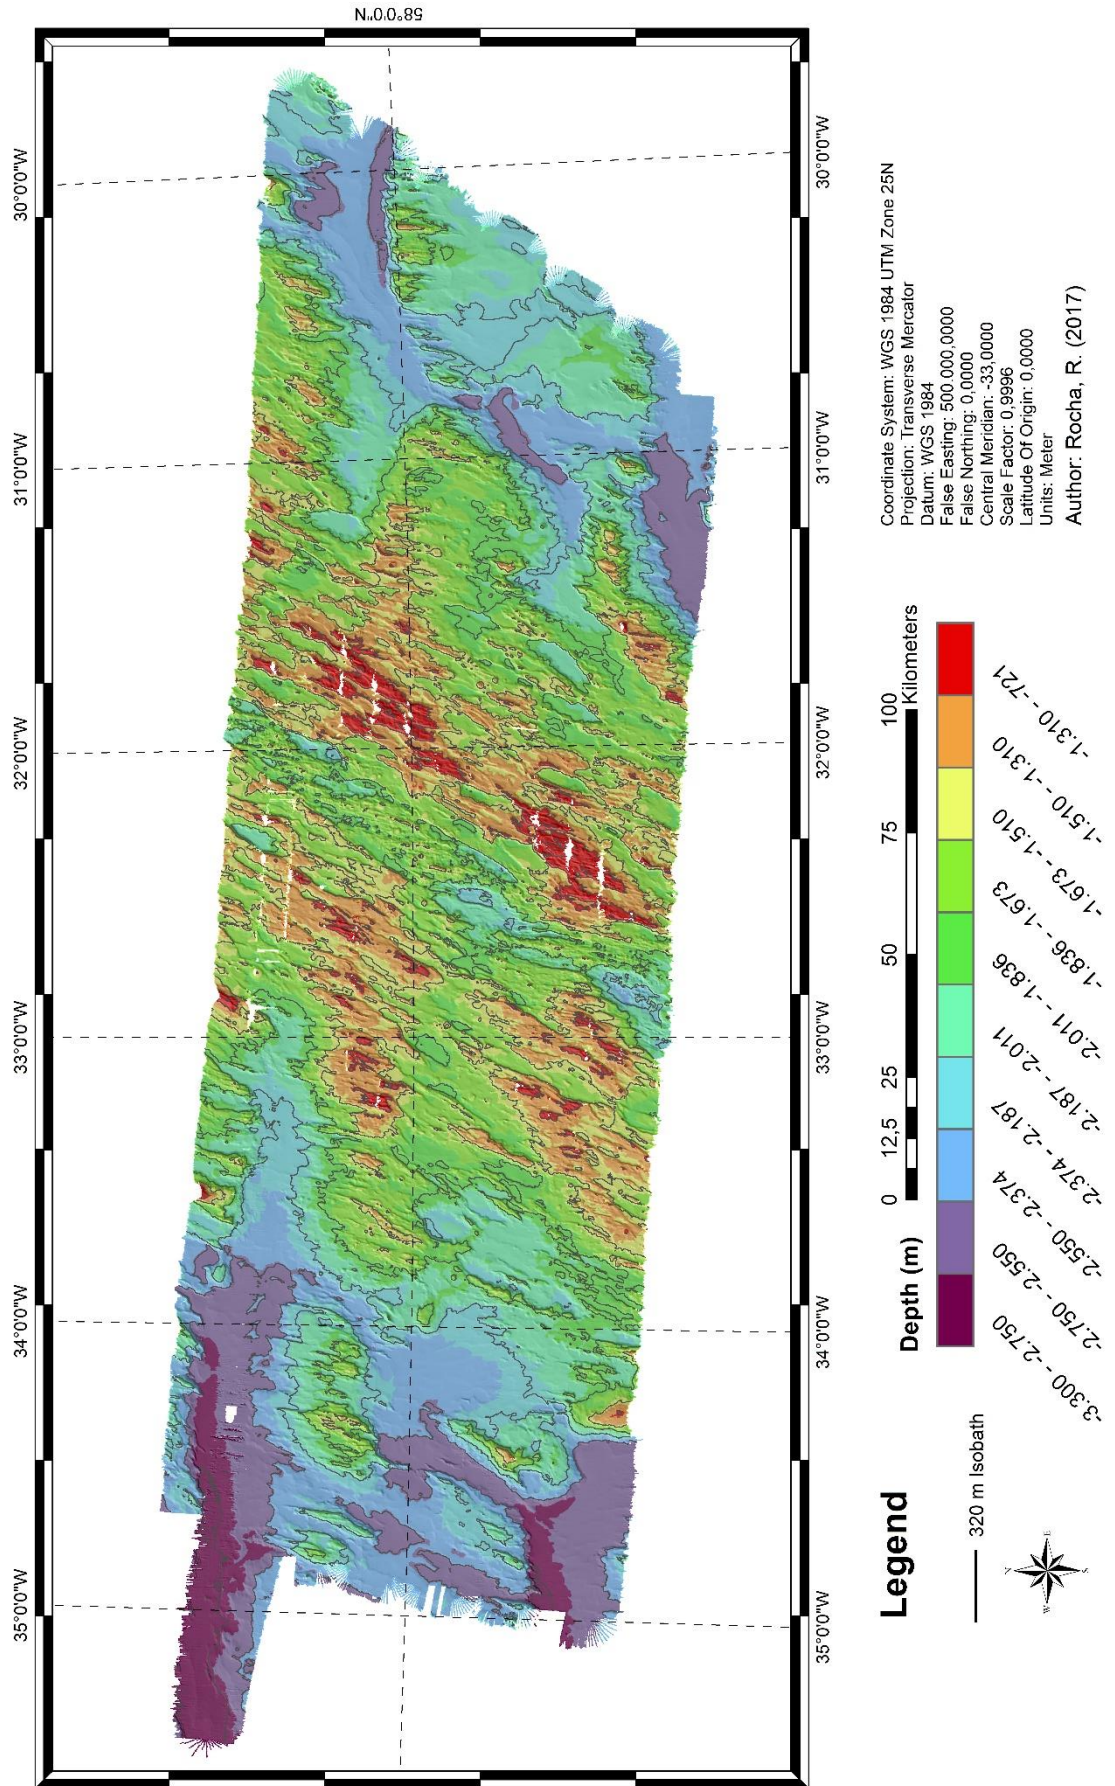 35°0'0"W
34°0'0"W
33°0'0"W
32°0'0"W
31°0'0"W
30°0'0"W
58°0'0"N
35°0'0"W
34°0'0"W
33°0'0"W
32°0'0"W
31°0'0"W
30°0'0"W
Legend
320 m Isobath
N
E
S
W
0
12,5
25
50
75
100
Kilometers
Depth (m)
-3.300 - -2.750
-2.750 - -2.550
-2.550 - -2.374
-2.374 - -2.187
-2.187 - -2.011
-2.011 - -1.836
-1.836 - -1.673
-1.673 - -1.510
-1.510 - -1.310
-1.310 - -721
Coordinate System: WGS 1984 UTM Zone 25N
Projection: Transverse Mercator
Datum: WGS 1984
False Easting: 500.000,0000
False Northing: 0,0000
Central Meridian: -33,0000
Scale Factor: 0,9996
Latitude Of Origin: 0,0000
Units: Meter
Author: Rocha, R. (2017)